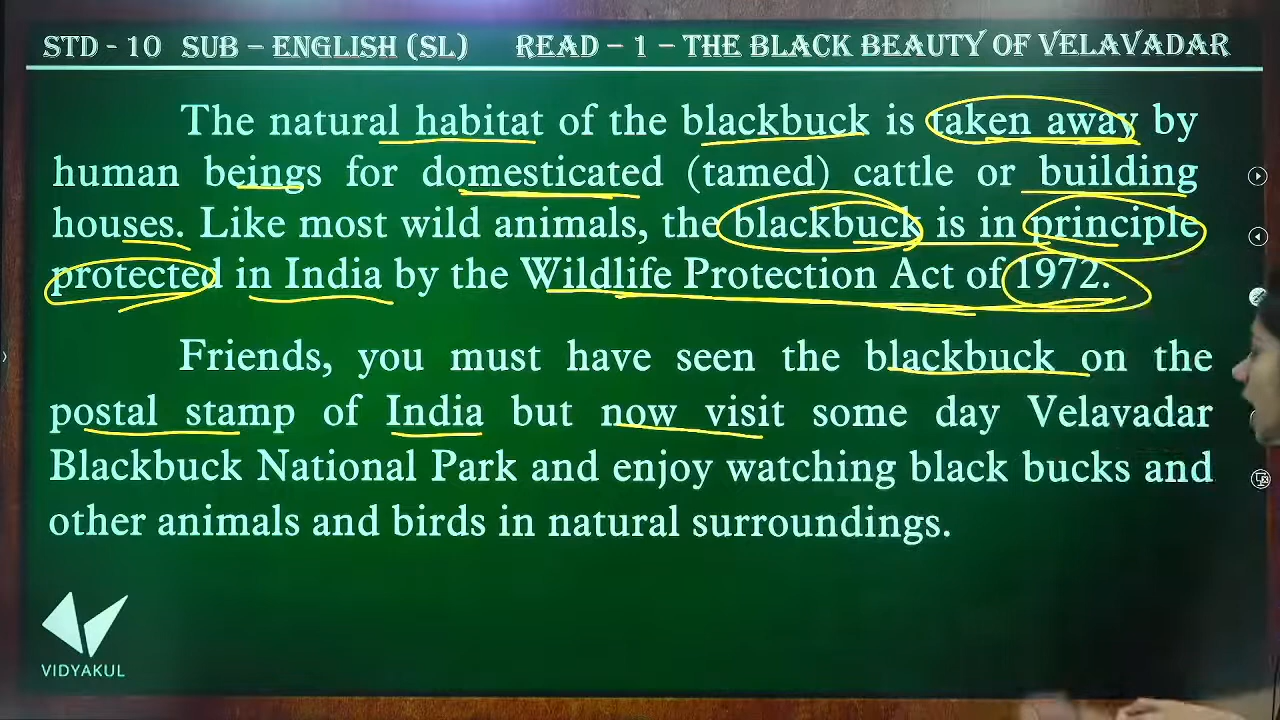 STD - 10 SUB – ENGLISH (SL) READ – 1 – THE BLACK BEAUTY OF VELAVADAR
The natural habitat of the blackbuck is taken away by
human beings for domesticated (tamed) cattle or building
houses. Like most wild animals, the blackbuck is in principle
protected in India by the Wildlife Protection Act of 1972.
Friends, you must have seen the blackbuck on the
postal stamp of India but now visit some day Velavadar
Blackbuck National Park and enjoy watching black bucks and
other animals and birds in natural surroundings.
VIDYAKUL